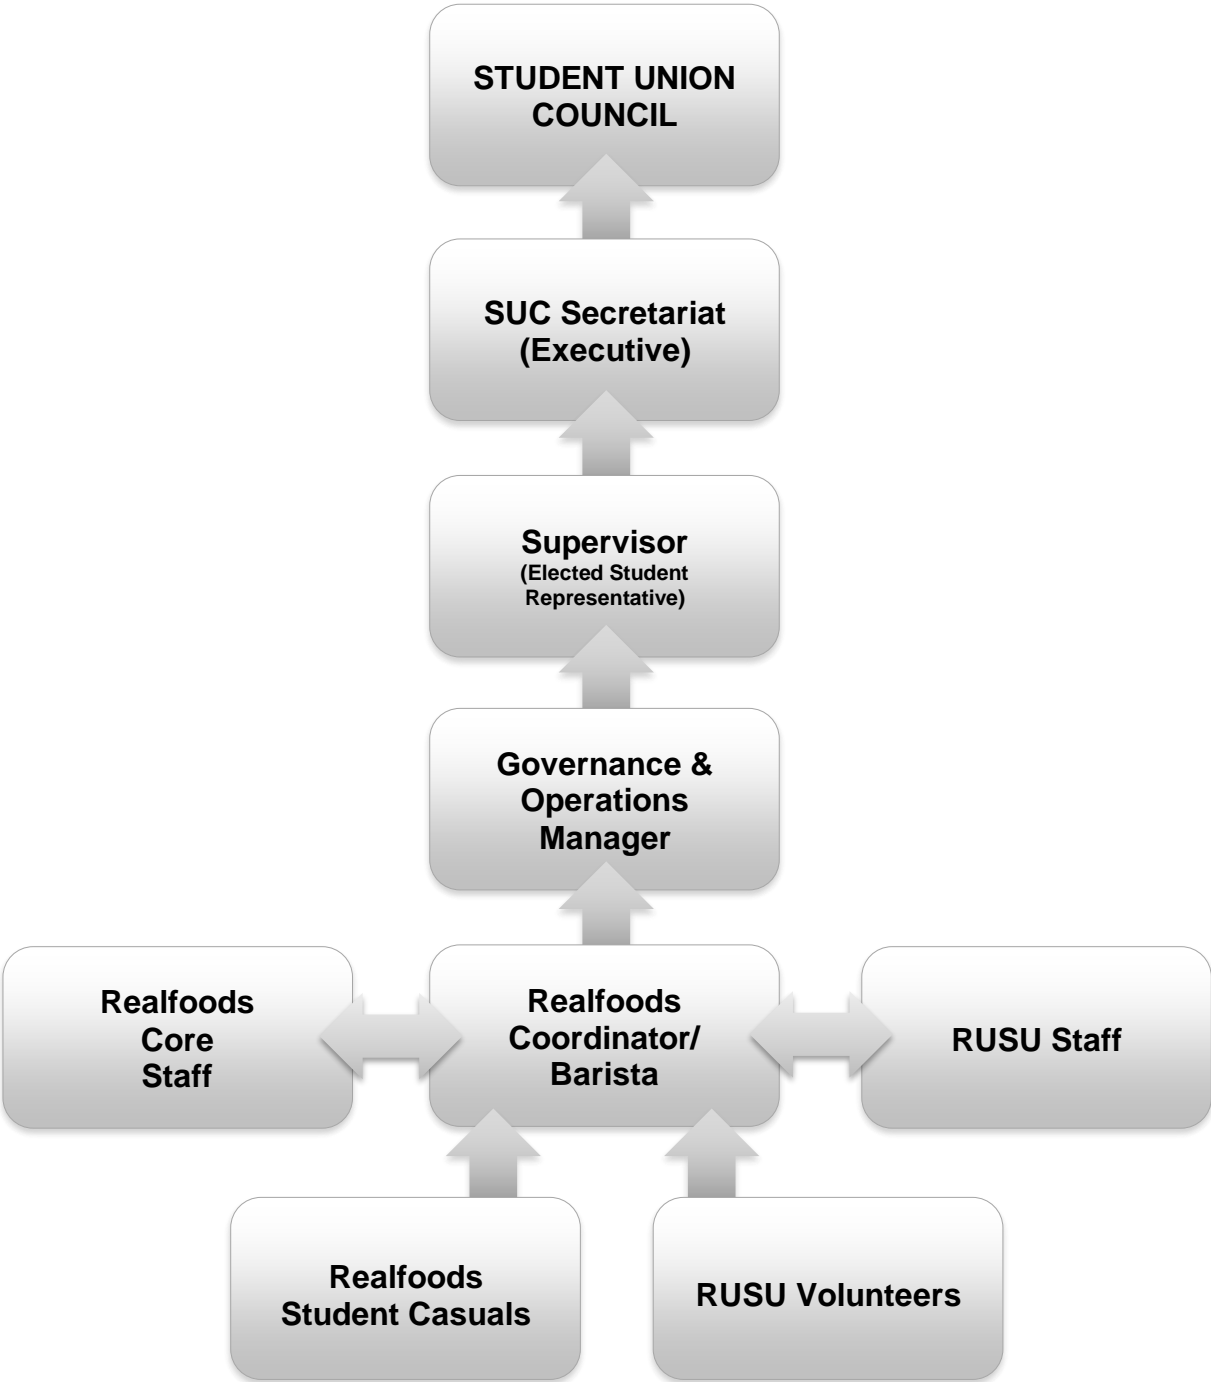 STUDENT UNION
COUNCIL
SUC Secretariat
(Executive)
Supervisor
(Elected Student
Representative)
Governance &
Operations
Manager
Realfoods
Core
Staff
Realfoods
Coordinator/
Barista
RUSU Staff
Realfoods
Student Casuals
RUSU Volunteers